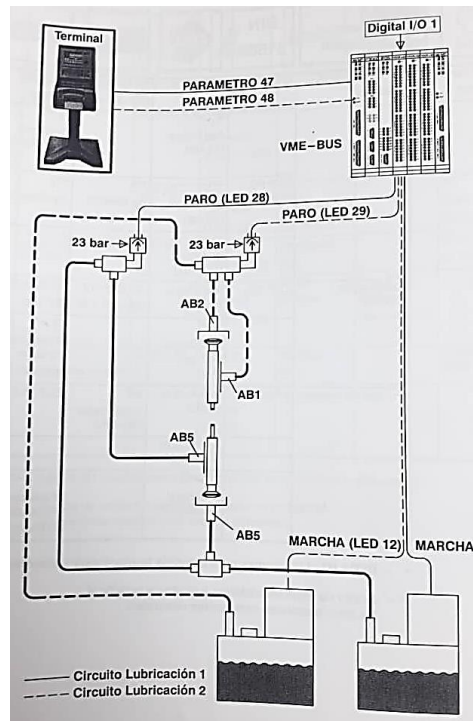 Digital I/O 1
Terminal
PARAMETRO 47
PARAMETRO 48
VME-BUS
PARO (LED 28)
PARO (LED 29)
23 bar
23 bar
AB2
AB1
AB5
AB5
MARCHA (LED 12)
MARCHA
Circuito Lubricación 1
Circuito Lubricación 2